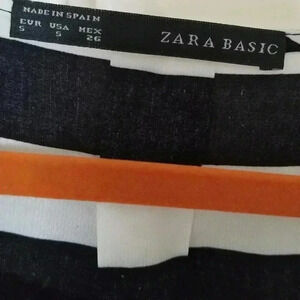 MADE IN SPAIN
EUR USA MEX
S S 26
ZARA BASIC